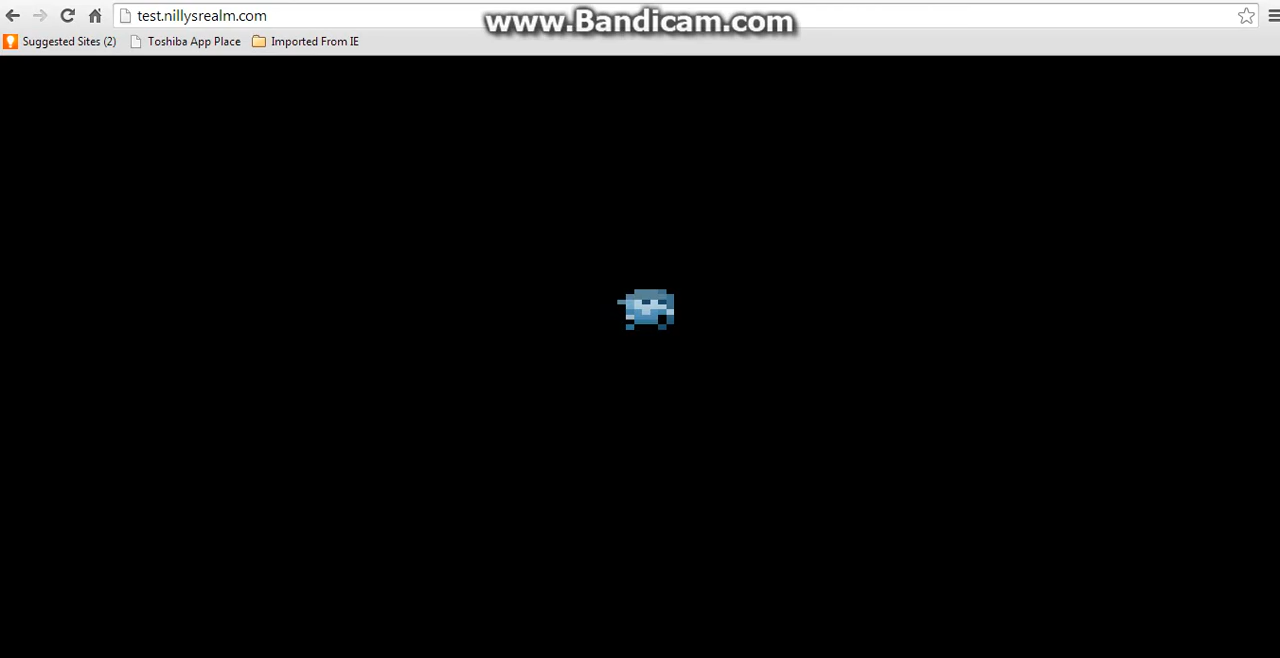 test.nillysrealm.com
www.Bandicam.com
Suggested Sites (2) Toshiba App Place Imported From IE